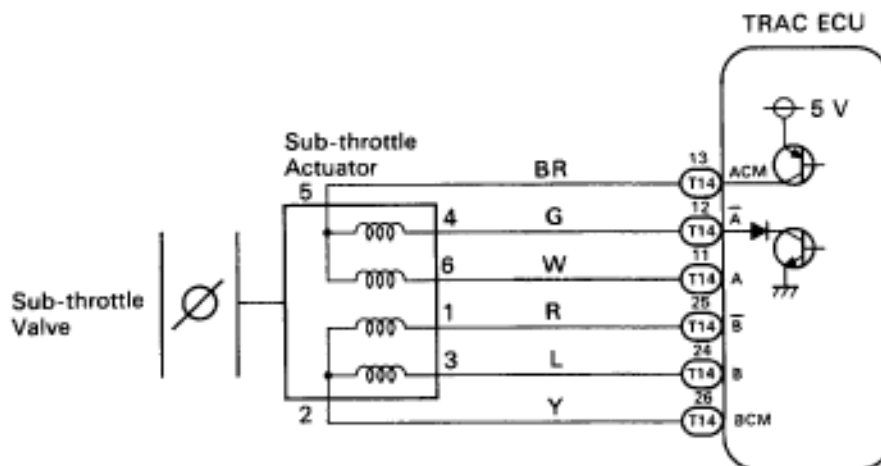 TRAC ECU
5 V
Sub-throttle
Actuator
5
BR
13
T14
ACM
4
G
12
T14
A̅
6
W
11
T14
A
Sub-throttle
Valve
1
R
25
T14
B̅
3
L
24
T14
B
2
Y
26
T14
BCM